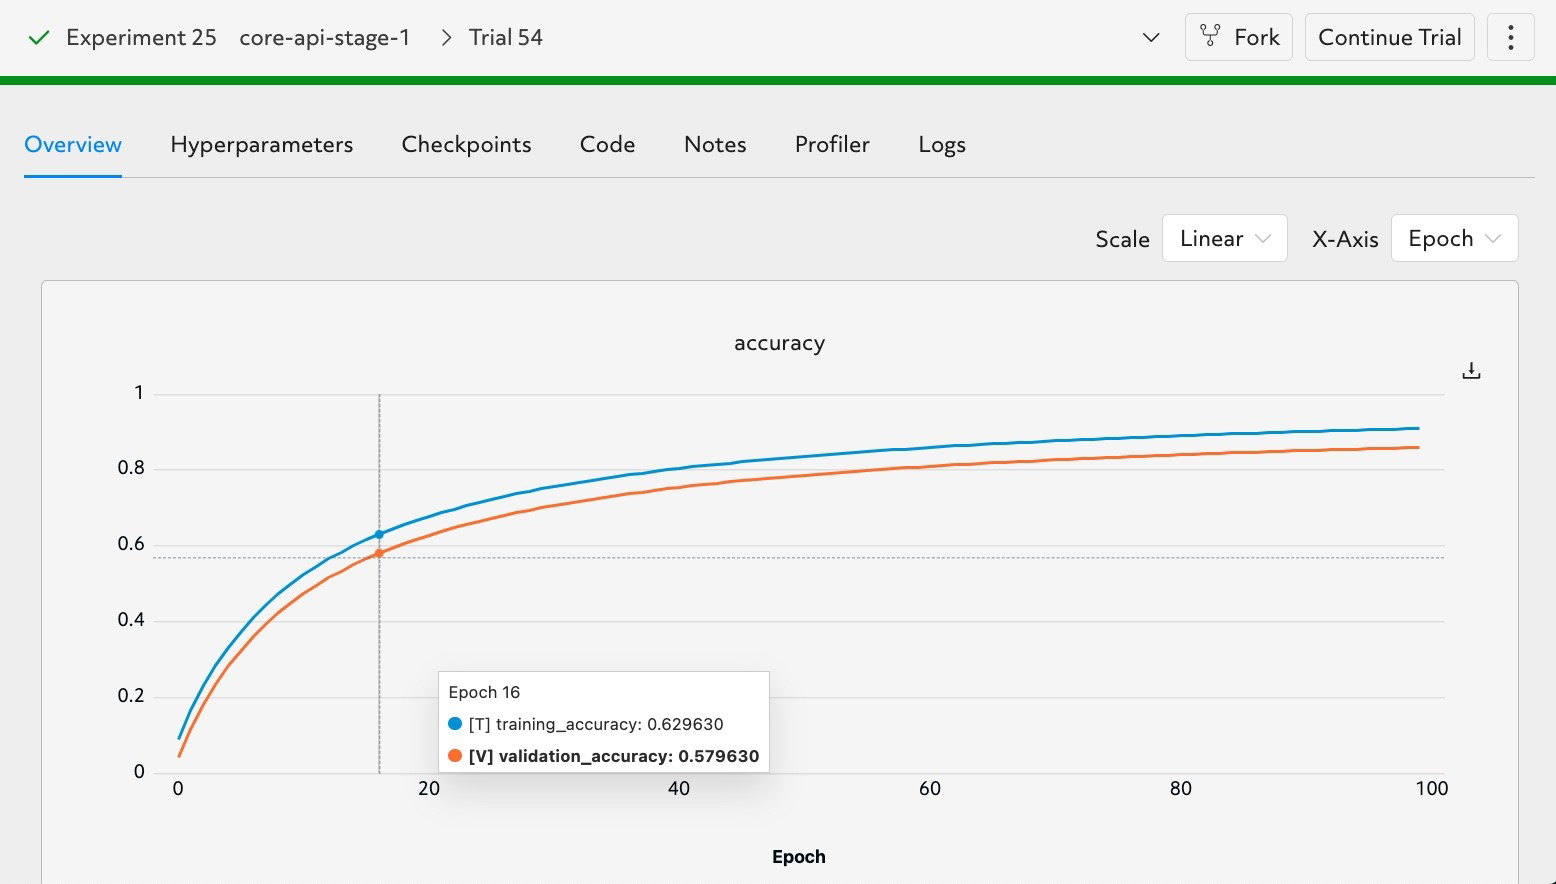 Experiment 25 core-api-stage-1 > Trial 54 Fork Continue Trial
Overview Hyperparameters Checkpoints Code Notes Profiler Logs
Scale Linear X-Axis Epoch
accuracy
1
0.8
0.6
0.4
0.2
0
Epoch 16
[T] training_accuracy: 0.629630
[V] validation_accuracy: 0.579630
0 20 40 60 80 100
Epoch